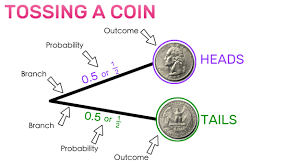 TOSSING A COIN
Outcome
Probability
HEADS
0.5 or 1/2
Branch
0.5 or 1/2
TAILS
Branch
Probability
Outcome